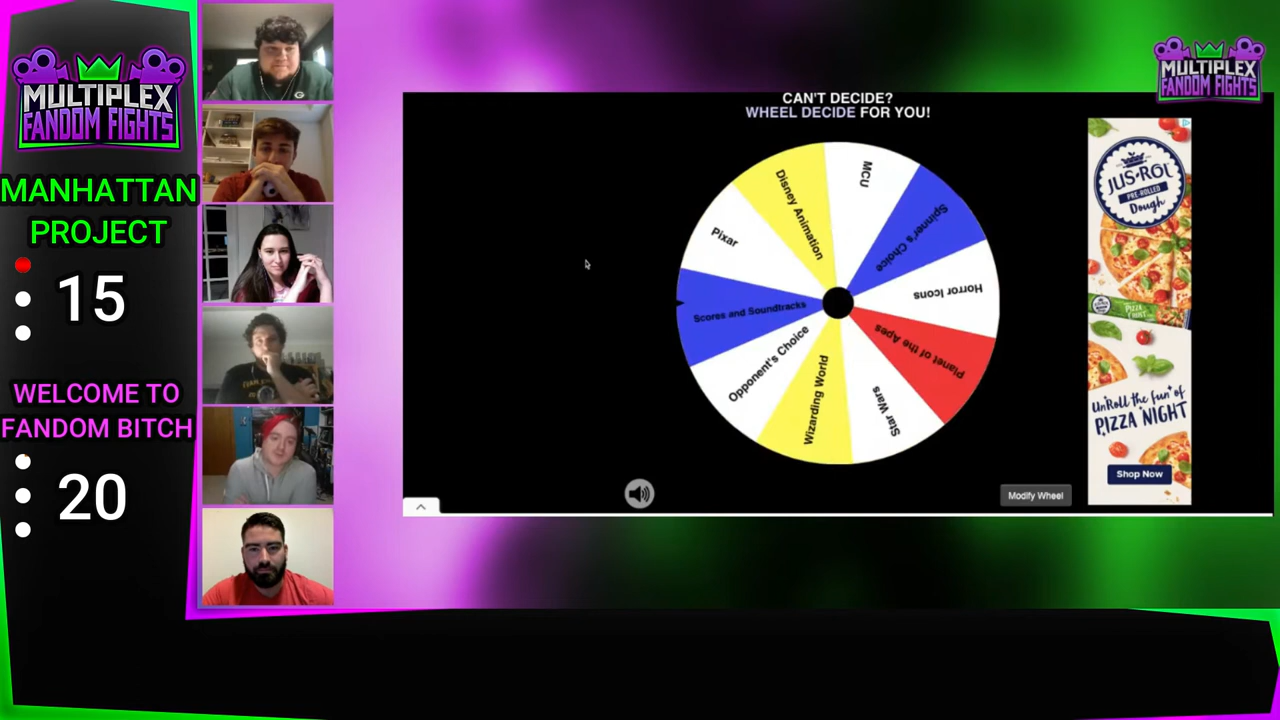 MULTIPLEX
FANDOM FIGHTS
MANHATTAN
PROJECT
15
WELCOME TO
FANDOM BITCH
20
CAN'T DECIDE?
WHEEL DECIDE FOR YOU!
MCU
Spinner's Choice
Horror Icons
Planet of the Apes
Star Wars
Wizarding World
Opponent's Choice
Scores and Soundtracks
Pixar
Disney Animation
Modify Wheel
MULTIPLEX
FANDOM FIGHTS
JUS-ROL
PRE-ROLLED
Dough
UnRoll the fun of
PIZZA NIGHT
Shop Now